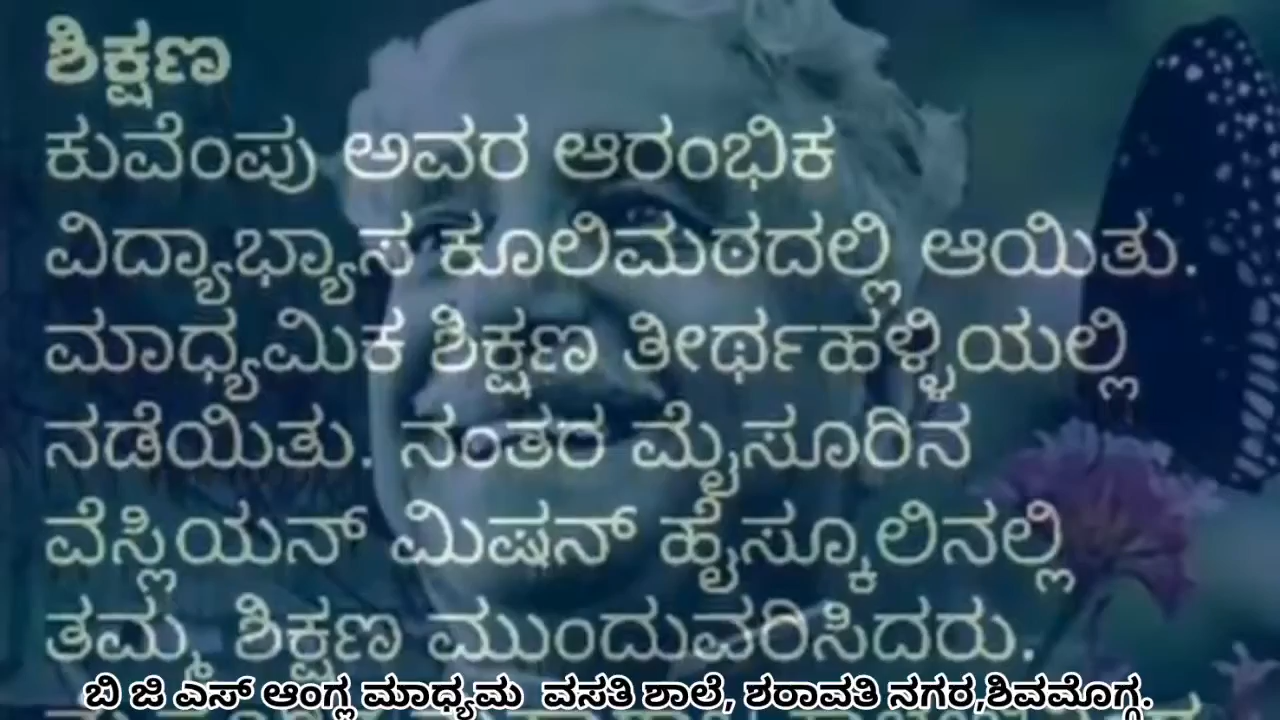 ಶಿಕ್ಷಣ
ಕುವೆಂಪು ಅವರ ಆರಂಭಿಕ
ವಿದ್ಯಾಭ್ಯಾಸ ಕೂಲಿಮಠದಲ್ಲಿ ಆಯಿತು.
ಮಾಧ್ಯಮಿಕ ಶಿಕ್ಷಣ ತೀರ್ಥಹಳ್ಳಿಯಲ್ಲಿ
ನಡೆಯಿತು. ನಂತರ ಮೈಸೂರಿನ
ವೆಸ್ಲಿಯನ್ ಮಿಷನ್ ಹೈಸ್ಕೂಲಿನಲ್ಲಿ
ತಮ್ಮ ಶಿಕ್ಷಣ ಮುಂದುವರಿಸಿದರು.
ಬಿ ಜಿ ಎಸ್ ಆಂಗ್ಲ ಮಾಧ್ಯಮ ವಸತಿ ಶಾಲೆ, ಶರಾವತಿ ನಗರ,ಶಿವಮೊಗ್ಗ.